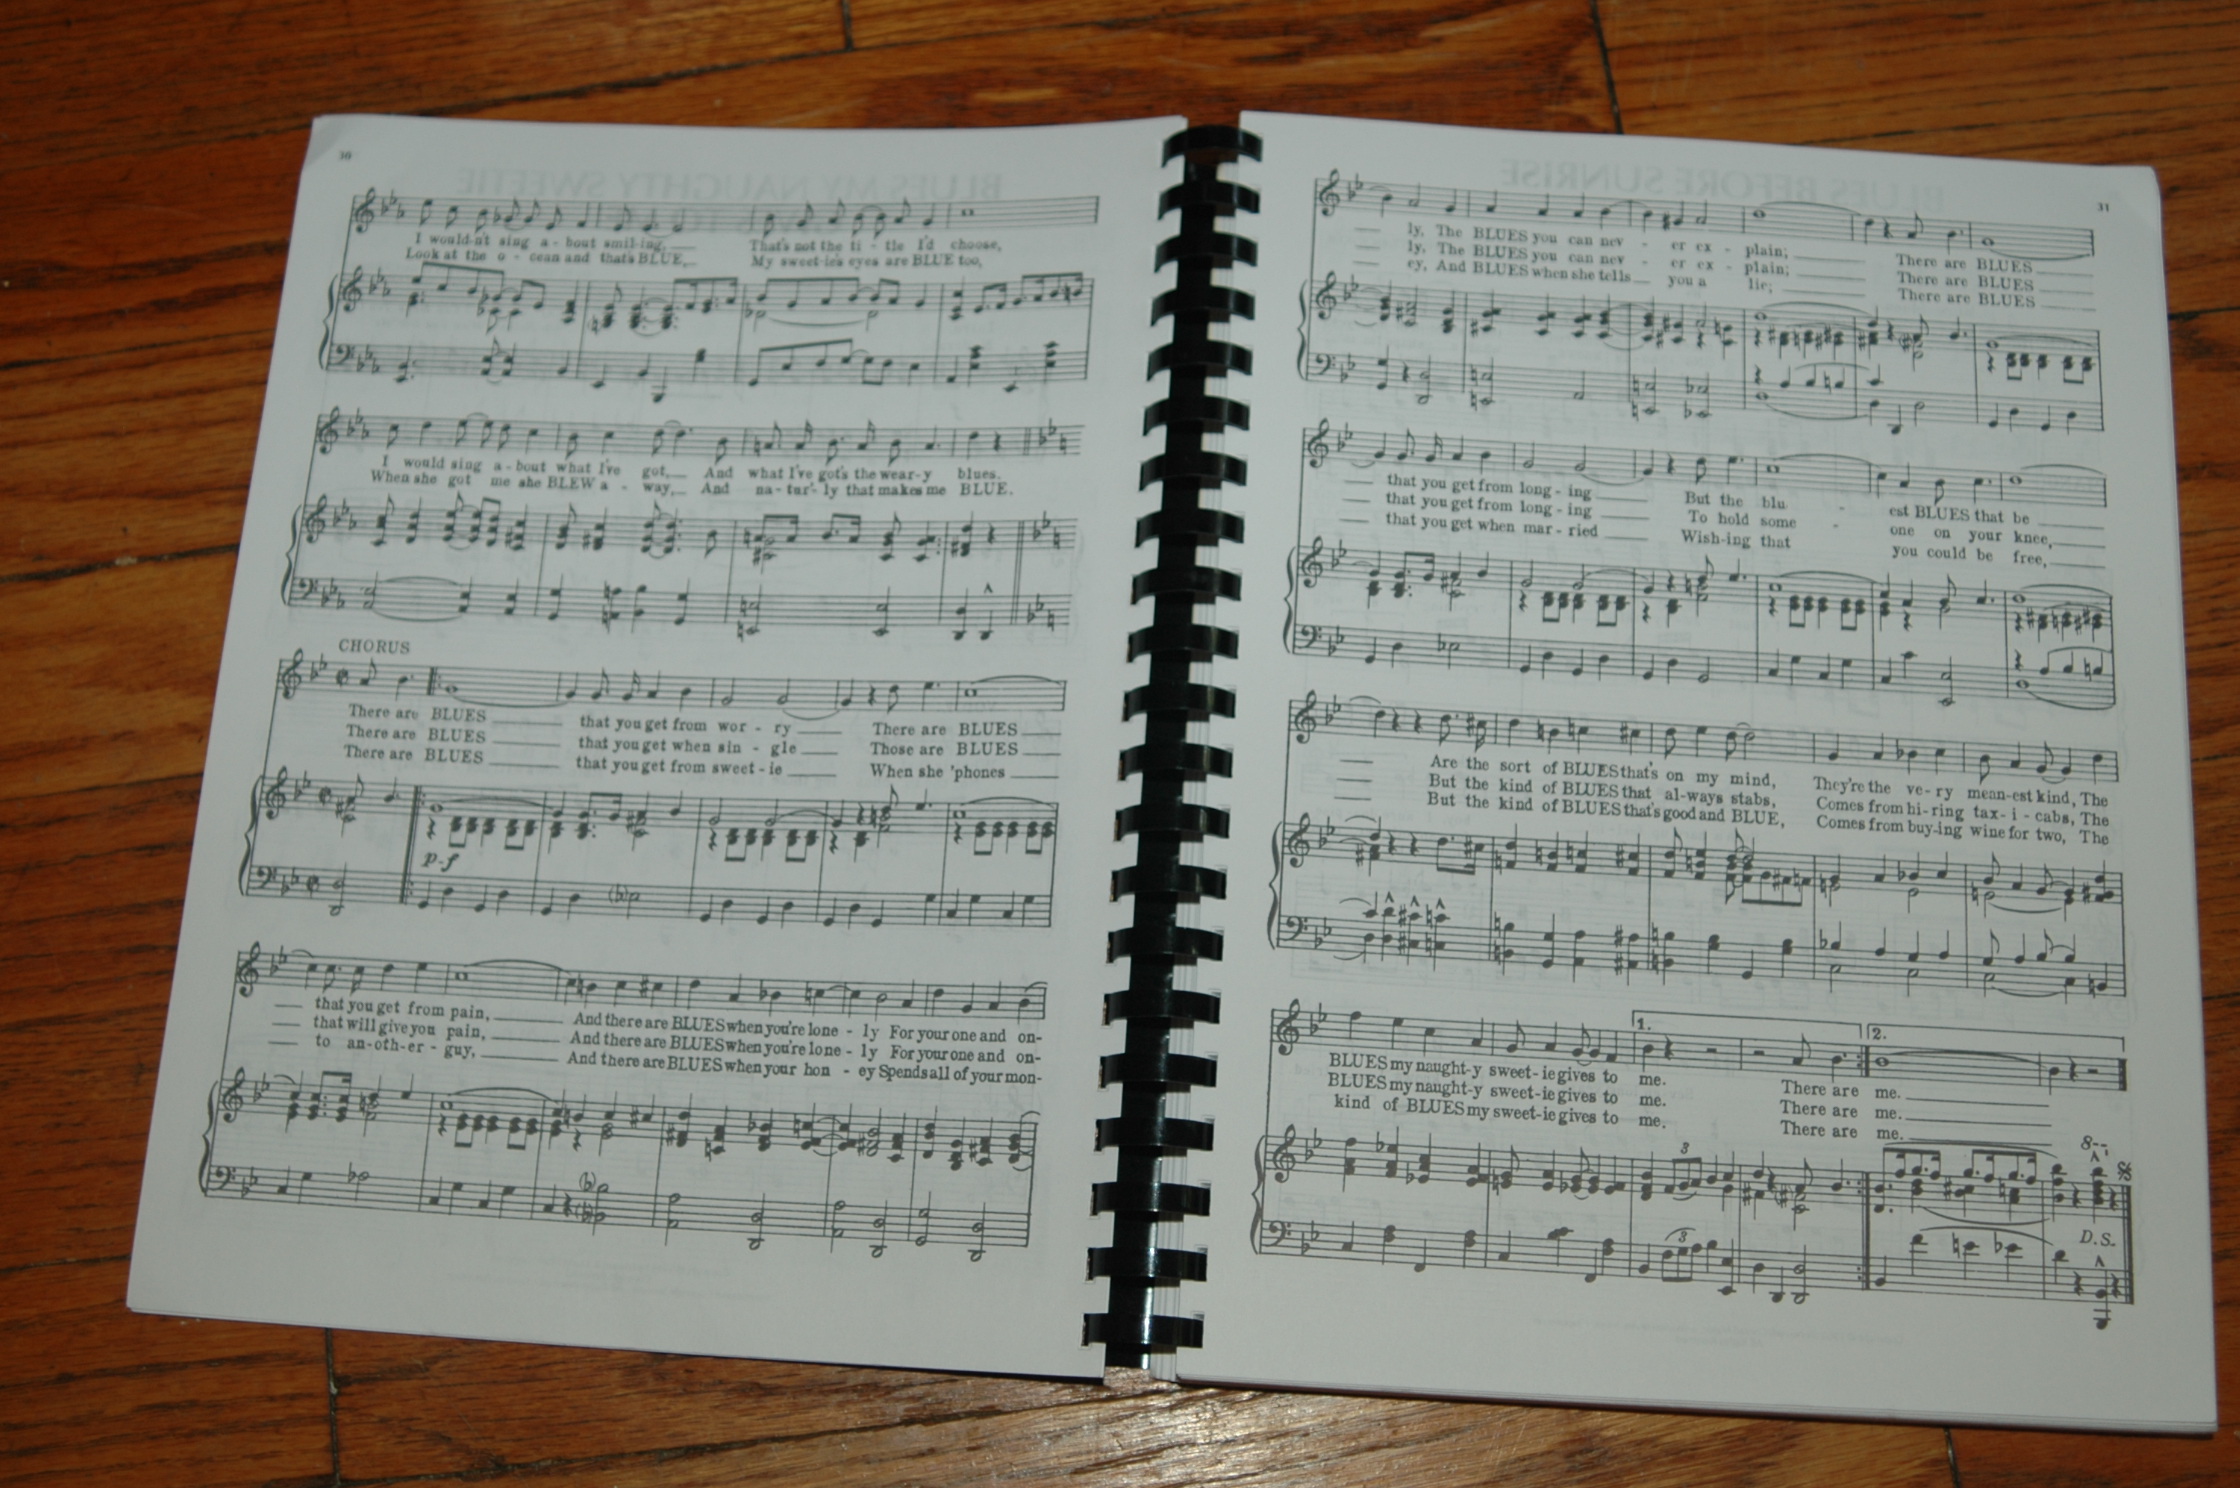 30
BLUES MY NAUGHTY SWEETIE
I would-n't sing a - bout smil-ing, That's not the ti - tle I'd choose,
Look at the o - cean and that's BLUE, My sweet-ie's eyes are BLUE too,
I would sing a - bout what I've got, And what I've got's the wear-y blues.
When she got me she BLEW a - way, And na-tur'-ly that makes me BLUE.
CHORUS
There are BLUES that you get from wor - ry There are BLUES
There are BLUES that you get when sin - gle Those are BLUES
There are BLUES that you get from sweet-ie When she 'phones
p-f
that you get from pain, And there are BLUES when you're lone - ly For your one and on-
that will give you pain, And there are BLUES when you're lone - ly For your one and on-
to an-oth-er - guy, And there are BLUES when your hon - ey Spends all of your mon-
BLUES BEFORE SUNRISE
31
ly, The BLUES you can nev - er ex - plain; There are BLUES
ly, The BLUES you can nev - er ex - plain; There are BLUES
ey, And BLUES when she tells you a lie; There are BLUES
that you get from long - ing But the blu - est BLUES that be
that you get from long - ing To hold some - one on your knee,
that you get when mar - ried Wish-ing that you could be free,
Are the sort of BLUES that's on my mind, They're the ve - ry mean-est kind, The
But the kind of BLUES that al-ways stabs, Comes from hi-ring tax - i - cabs, The
But the kind of BLUES that's good and BLUE, Comes from buy-ing wine for two, The
1. 2.
BLUES my naught-y sweet-ie gives to me. There are me.
BLUES my naught-y sweet-ie gives to me. There are me.
kind of BLUES my sweet-ie gives to me. There are me.
8--
3
D.S.
3